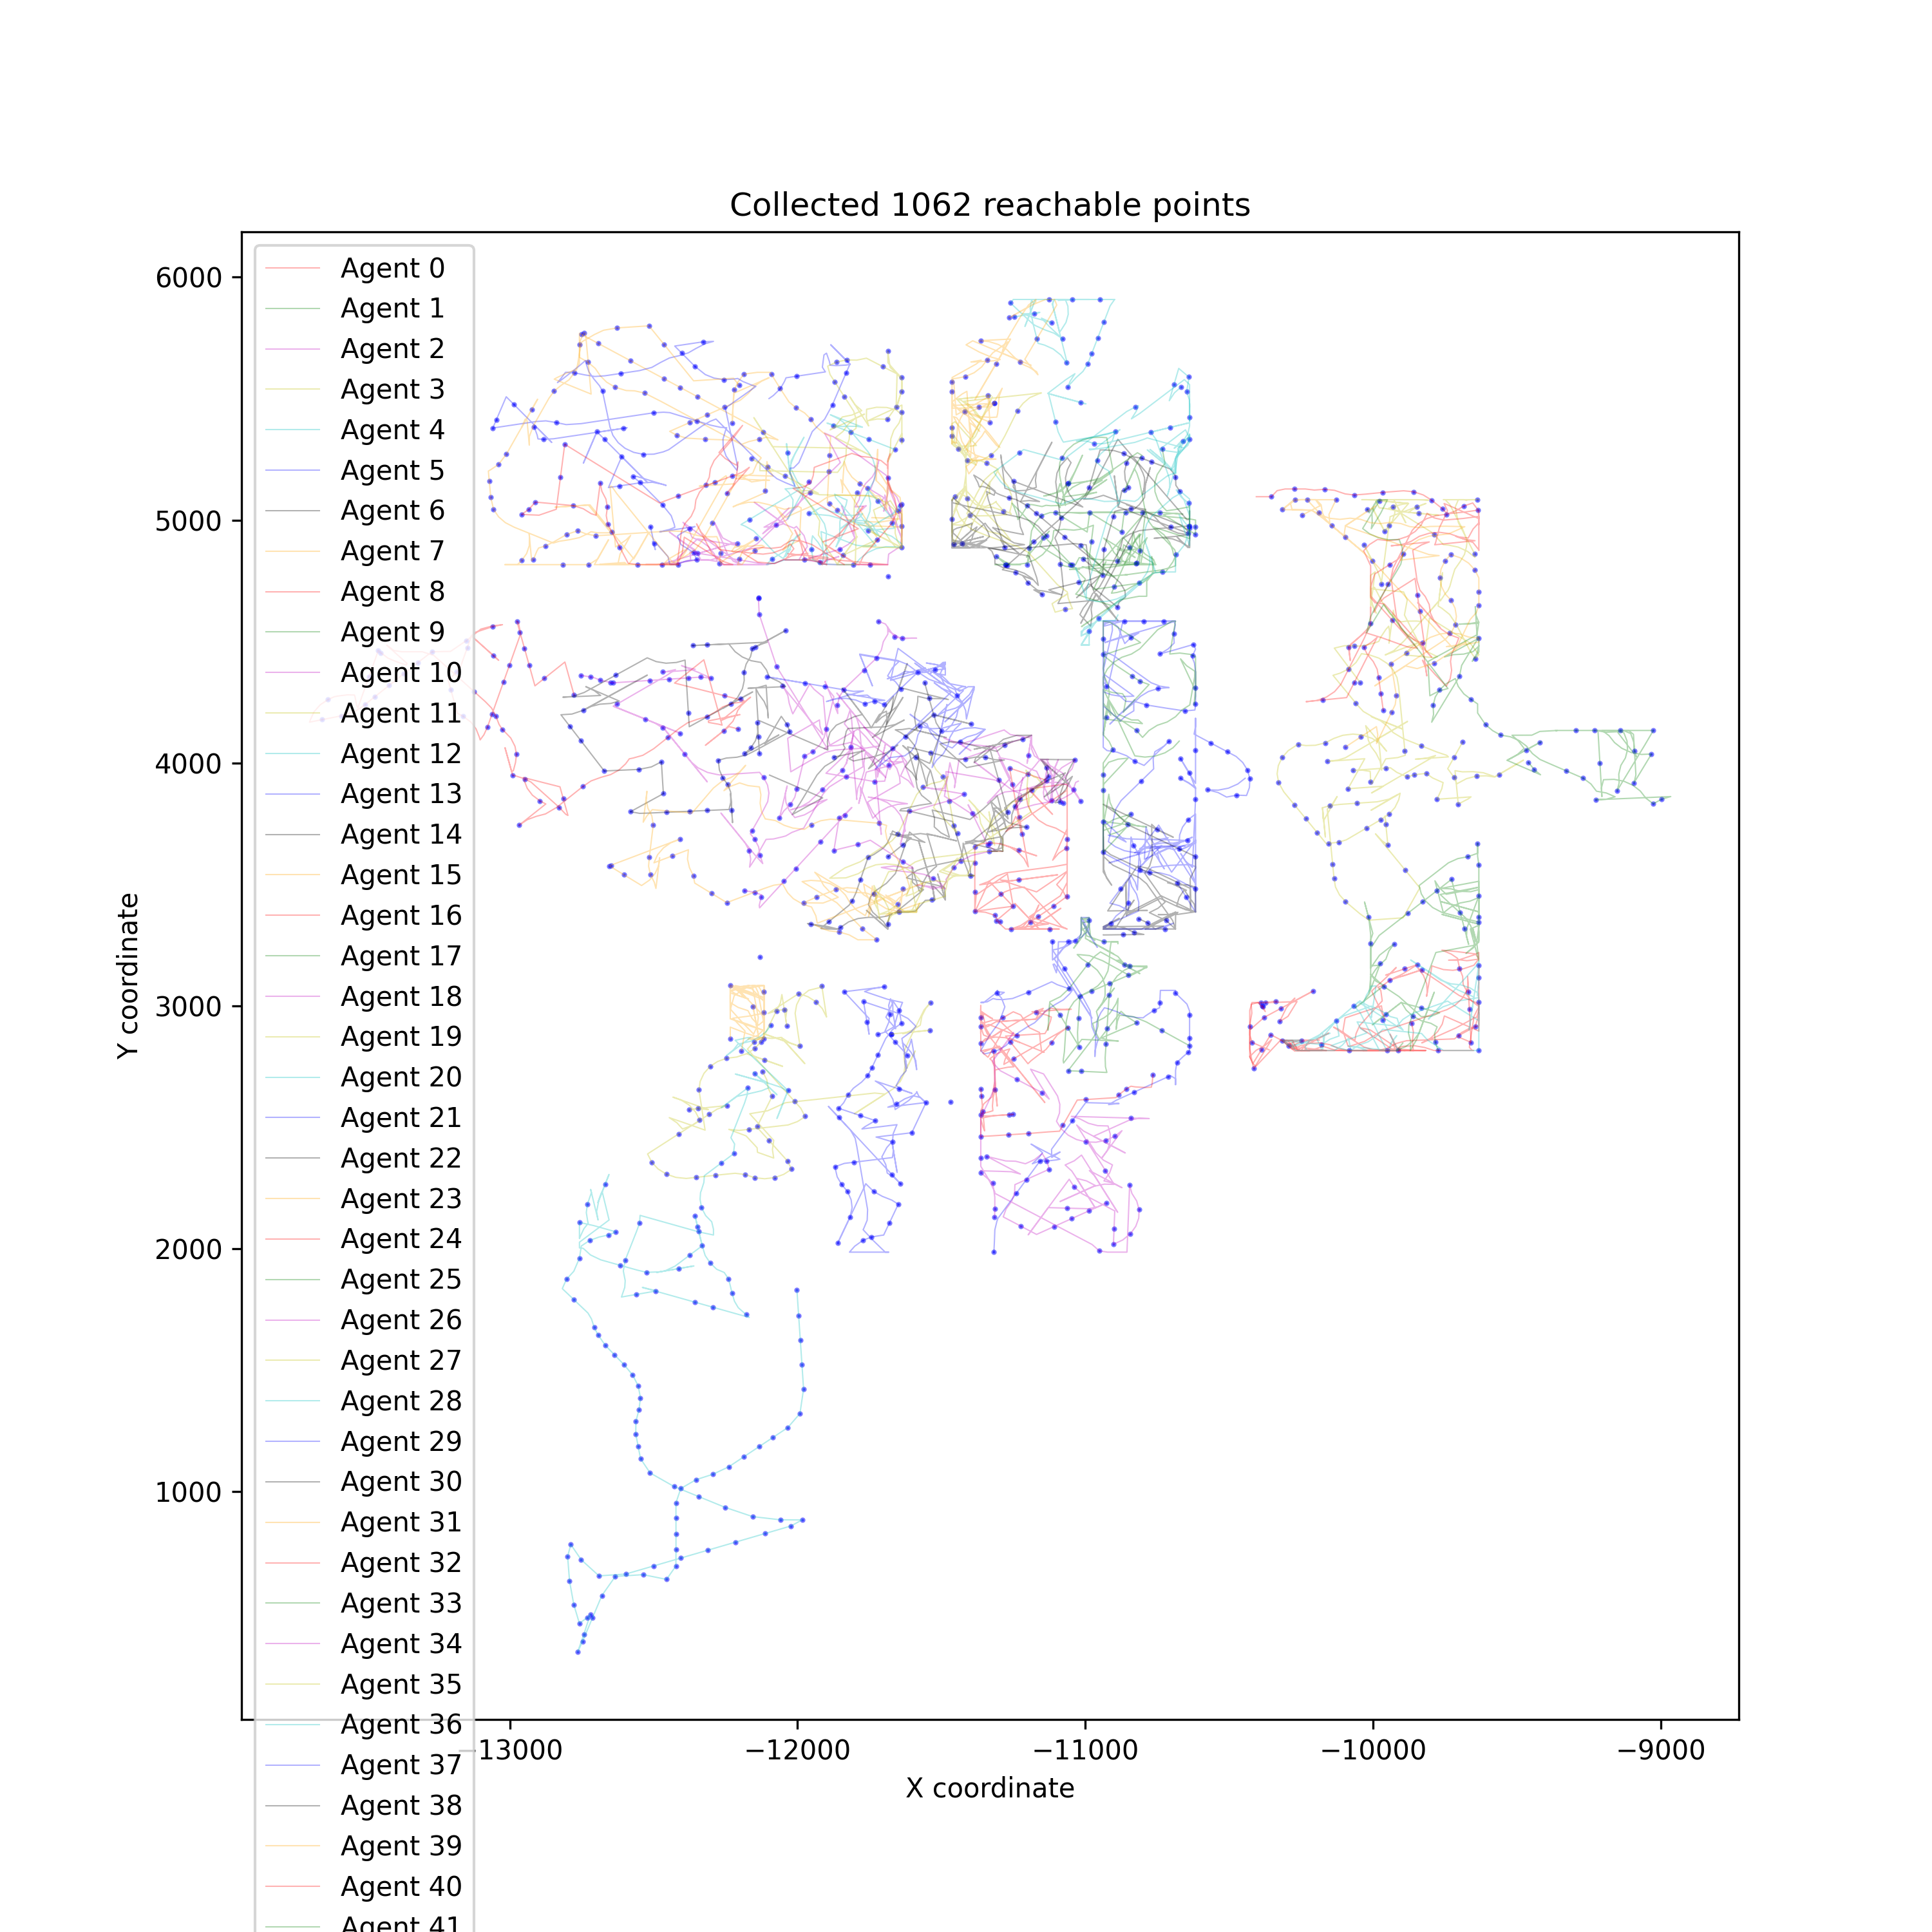 Collected 1062 reachable points
6000
5000
4000
3000
2000
1000
Y coordinate
Agent 0
Agent 1
Agent 2
Agent 3
Agent 4
Agent 5
Agent 6
Agent 7
Agent 8
Agent 9
Agent 10
Agent 11
Agent 12
Agent 13
Agent 14
Agent 15
Agent 16
Agent 17
Agent 18
Agent 19
Agent 20
Agent 21
Agent 22
Agent 23
Agent 24
Agent 25
Agent 26
Agent 27
Agent 28
Agent 29
Agent 30
Agent 31
Agent 32
Agent 33
Agent 34
Agent 35
Agent 36
Agent 37
Agent 38
Agent 39
Agent 40
Agent 41
−13000 −12000 −11000 −10000 −9000
X coordinate